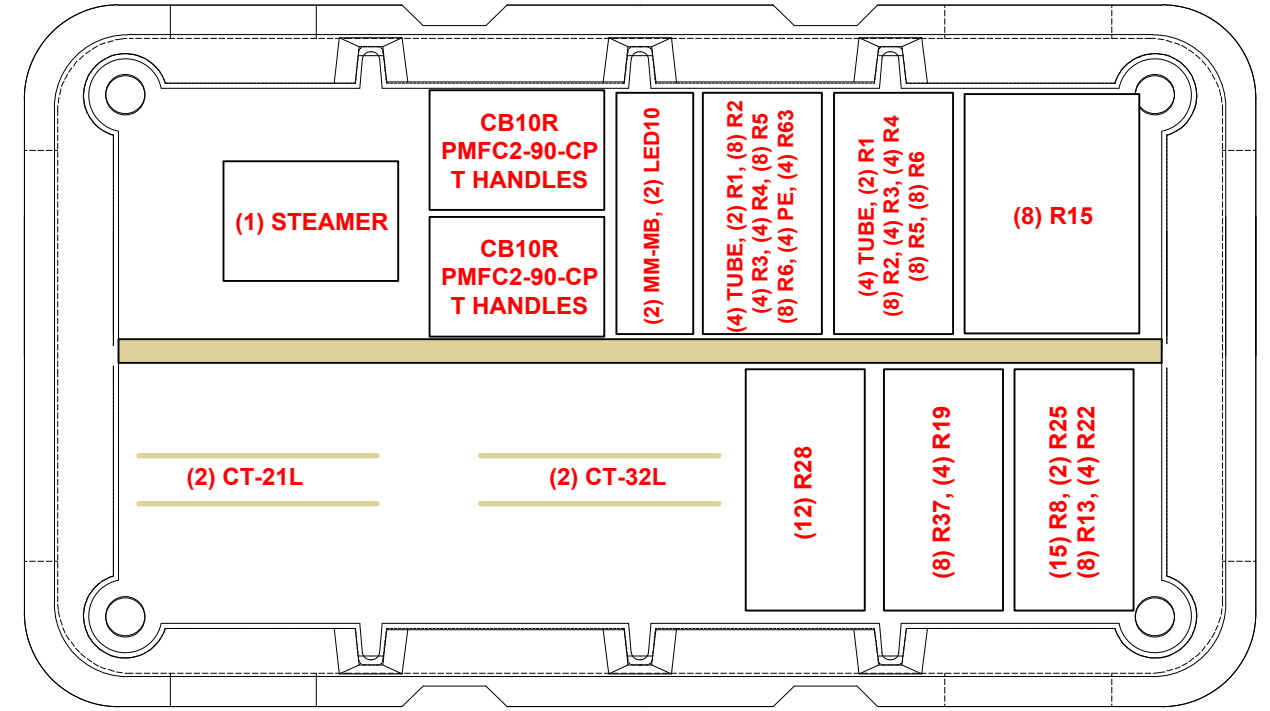 (1) STEAMER
CB10R
PMFC2-90-CP
T HANDLES
CB10R
PMFC2-90-CP
T HANDLES
(2) MM-MB, (2) LED10
(4) TUBE, (2) R1, (8) R2
(4) R3, (4) R4, (8) R5
(8) R6, (4) PE, (4) R63
(4) TUBE, (2) R1
(8) R2, (4) R3, (4) R4
(8) R5, (8) R6
(8) R15
(2) CT-21L
(2) CT-32L
(12) R28
(8) R37, (4) R19
(15) R8, (2) R25
(8) R13, (4) R22